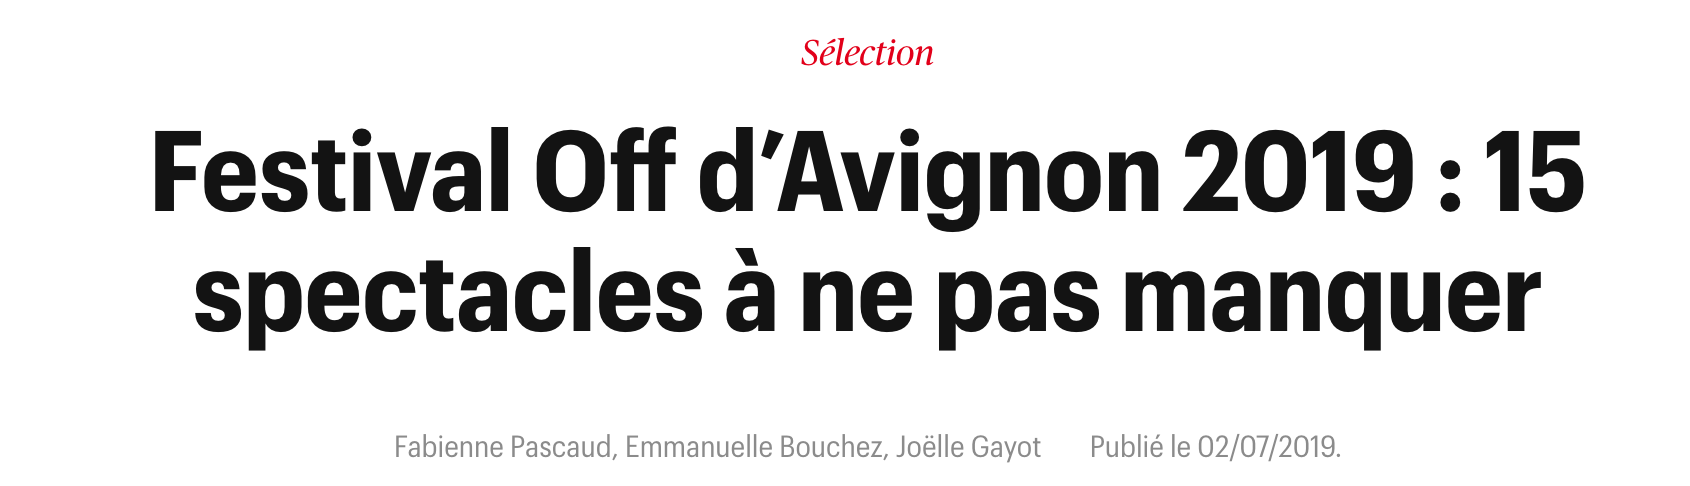 Sélection
Festival Off d’Avignon 2019 : 15
spectacles à ne pas manquer
Fabienne Pascaud, Emmanuelle Bouchez, Joëlle Gayot Publié le 02/07/2019.